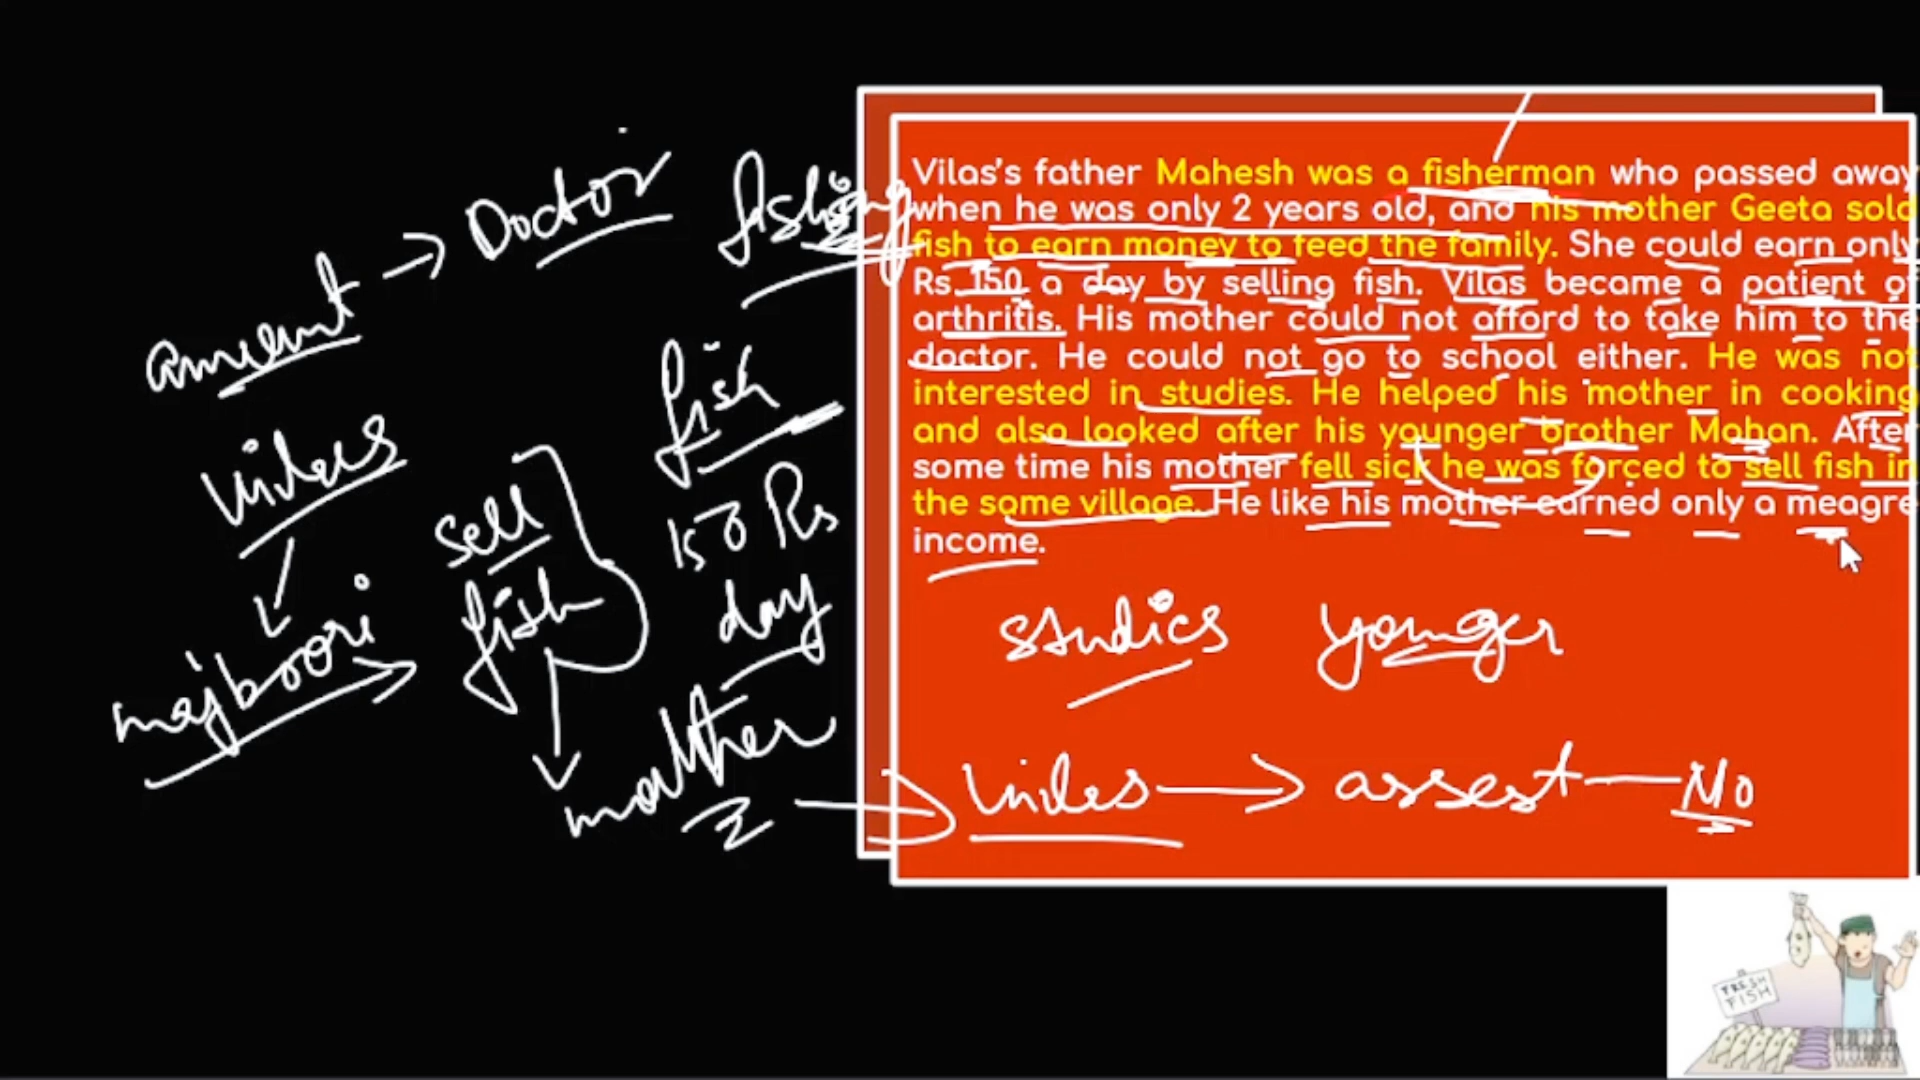 Vilas's father Mahesh was a fisherman who passed away
when he was only 2 years old, and his mother Geeta sold
fish to earn money to feed the family. She could earn only
Rs 150 a day by selling fish. Vilas became a patient of
arthritis. His mother could not afford to take him to the
doctor. He could not go to school either. He was not
interested in studies. He helped his mother in cooking
and also looked after his younger brother Mohan. After
some time his mother fell sick he was forced to sell fish in
the same village. He like his mother earned only a meagre
income.
studies younger
→ assest — No
→ Doctor
fishing
fish
150 Rs
day
mother
sell
fish
majboori
FRESH
FISH